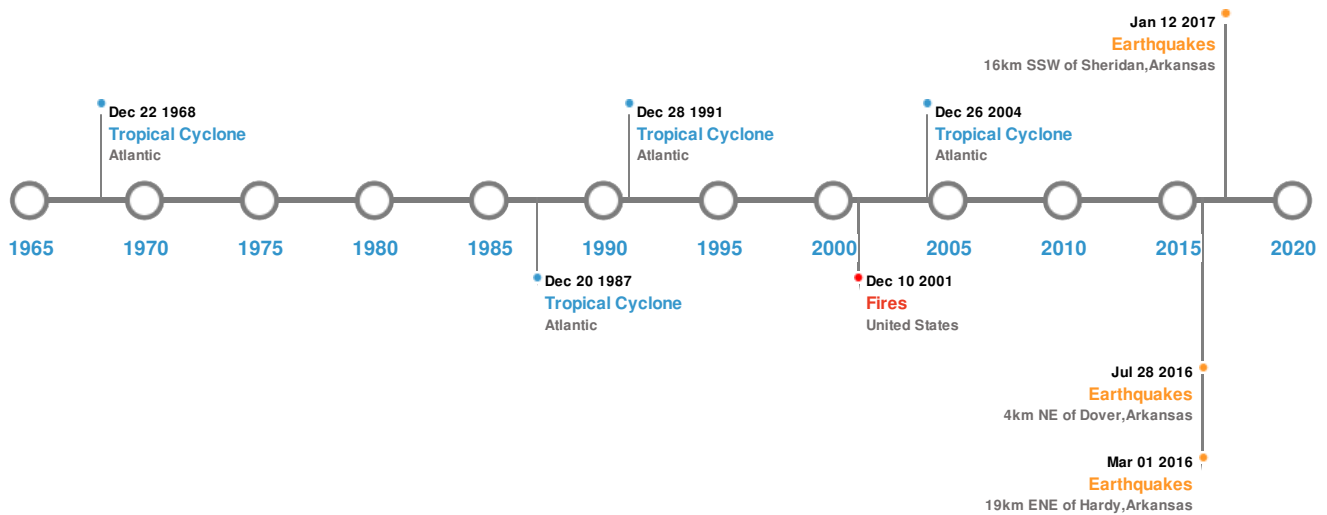 Jan 12 2017
Earthquakes
16km SSW of Sheridan,Arkansas
Dec 22 1968
Tropical Cyclone
Atlantic
Dec 28 1991
Tropical Cyclone
Atlantic
Dec 26 2004
Tropical Cyclone
Atlantic
1965 1970 1975 1980 1985 1990 1995 2000 2005 2010 2015 2020
Dec 20 1987
Tropical Cyclone
Atlantic
Dec 10 2001
Fires
United States
Jul 28 2016
Earthquakes
4km NE of Dover,Arkansas
Mar 01 2016
Earthquakes
19km ENE of Hardy,Arkansas